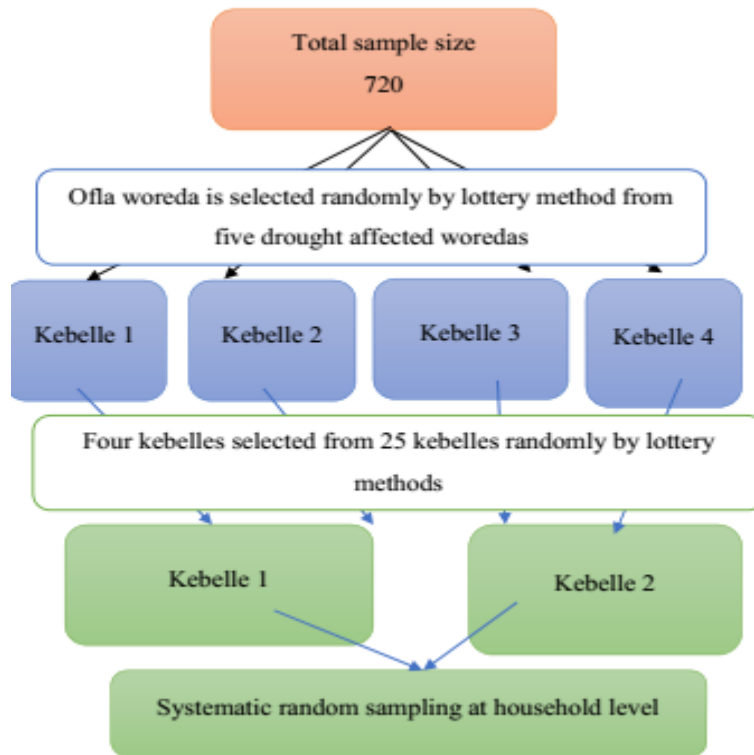 Total sample size
720
Ofla woreda is selected randomly by lottery method from
five drought affected woredas
Kebelle 1
Kebelle 2
Kebelle 3
Kebelle 4
Four kebelles selected from 25 kebelles randomly by lottery
methods
Kebelle 1
Kebelle 2
Systematic random sampling at household level